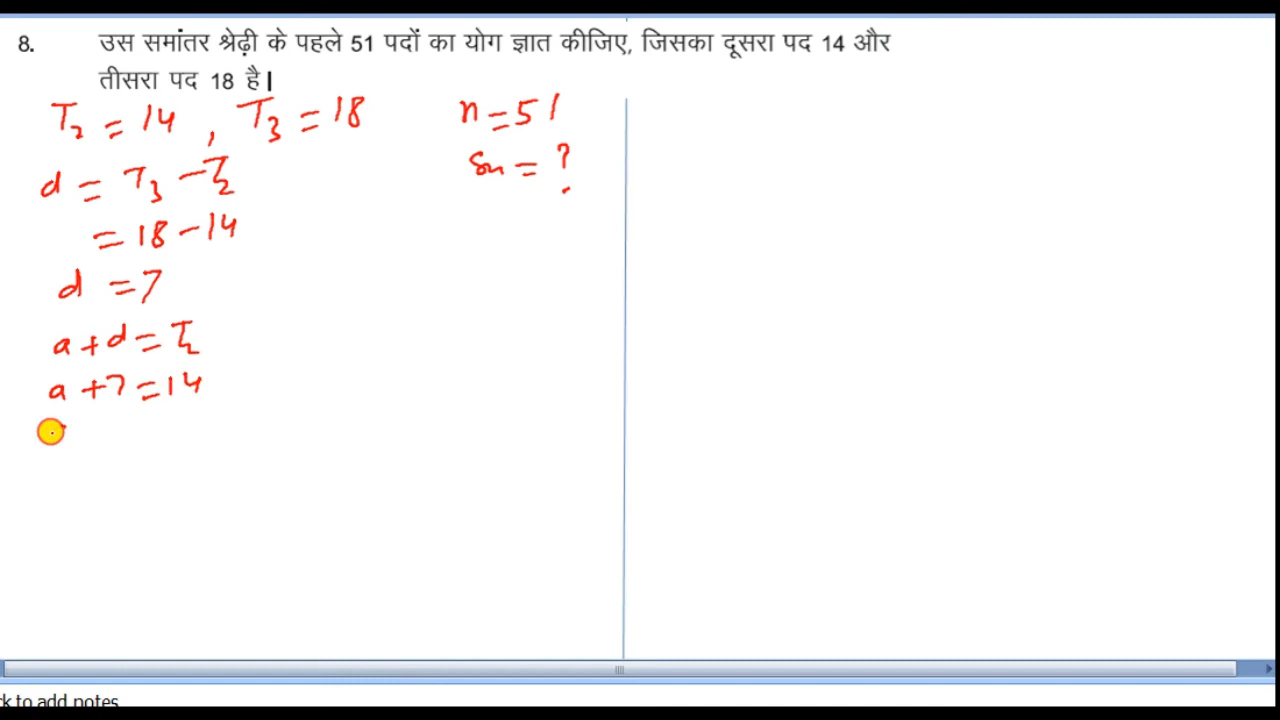 8. उस समांतर श्रेढ़ी के पहले 51 पदों का योग ज्ञात कीजिए, जिसका दूसरा पद 14 और
तीसरा पद 18 है।
T₂ = 14 , T₃ = 18
n = 51
Sn = ?
d = T₃ - T₂
= 18 - 14
d = 7
a + d = T₂
a + 7 = 14
ck to add notes